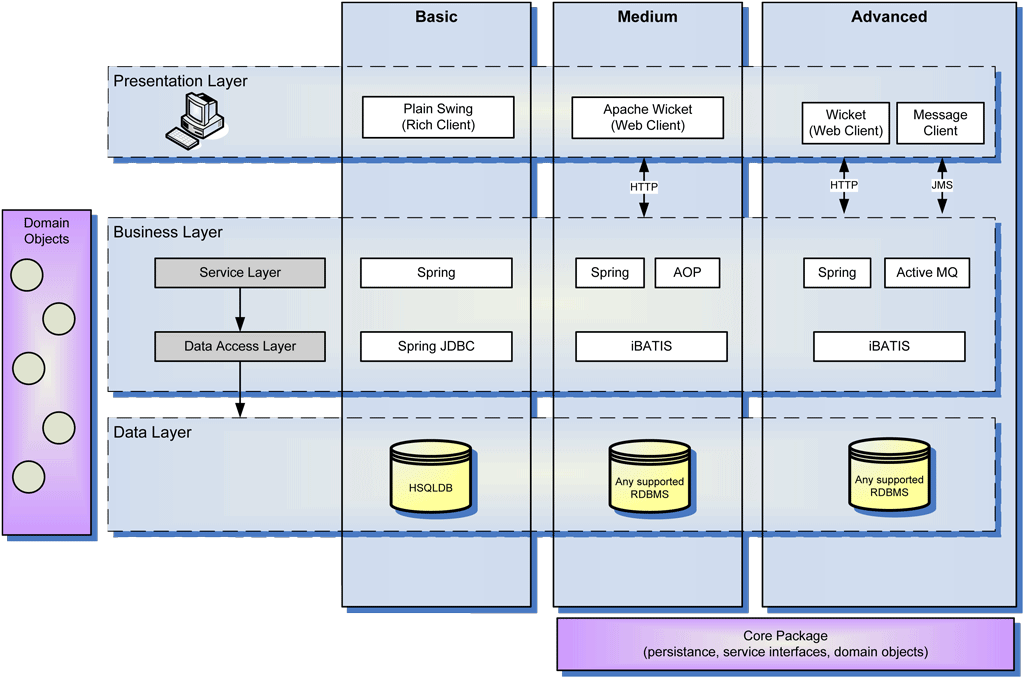 Basic
Medium
Advanced
Presentation Layer
Plain Swing
(Rich Client)
Apache Wicket
(Web Client)
Wicket
(Web Client)
Message
Client
HTTP
HTTP
JMS
Domain
Objects
Business Layer
Service Layer
Spring
Spring
AOP
Spring
Active MQ
Data Access Layer
Spring JDBC
iBATIS
iBATIS
Data Layer
HSQLDB
Any supported
RDBMS
Any supported
RDBMS
Core Package
(persistance, service interfaces, domain objects)